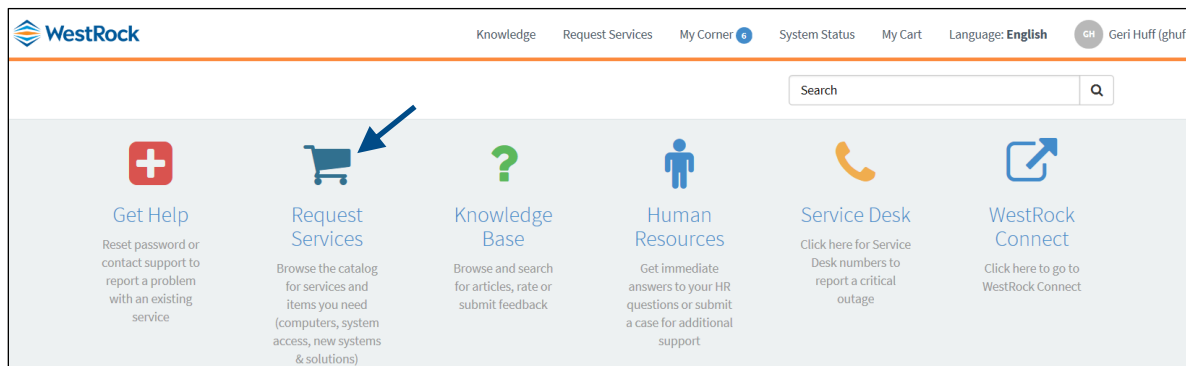 WestRock
Knowledge Request Services My Corner 6 System Status My Cart Language: English GH Geri Huff (ghuf
Search
Get Help
Reset password or
contact support to
report a problem
with an existing
service
Request
Services
Browse the catalog
for services and
items you need
(computers, system
access, new systems
& solutions)
Knowledge
Base
Browse and search
for articles, rate or
submit feedback
Human
Resources
Get immediate
answers to your HR
questions or submit
a case for additional
support
Service Desk
Click here for Service
Desk numbers to
report a critical
outage
WestRock
Connect
Click here to go to
WestRock Connect